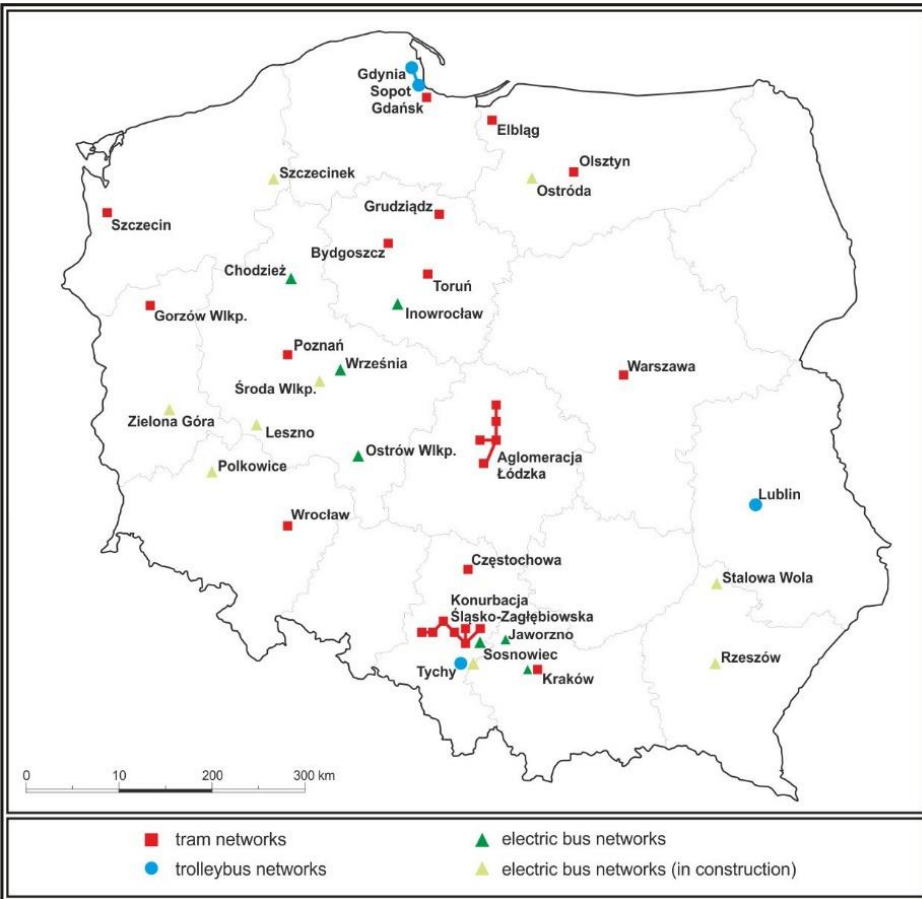 Gdynia
Sopot
Gdańsk
Elbląg
Olsztyn
Ostróda
Szczecinek
Szczecin
Grudziądz
Bydgoszcz
Toruń
Chodzież
Inowrocław
Gorzów Wlkp.
Poznań
Września
Środa Wlkp.
Warszawa
Zielona Góra
Leszno
Ostrów Wlkp.
Aglomeracja
Łódzka
Polkowice
Wrocław
Lublin
Częstochowa
Stalowa Wola
Konurbacja
Śląsko-Zagłębiowska
Jaworzno
Sosnowiec
Tychy
Kraków
Rzeszów
0 10 200 300 km
tram networks
trolleybus networks
electric bus networks
electric bus networks (in construction)